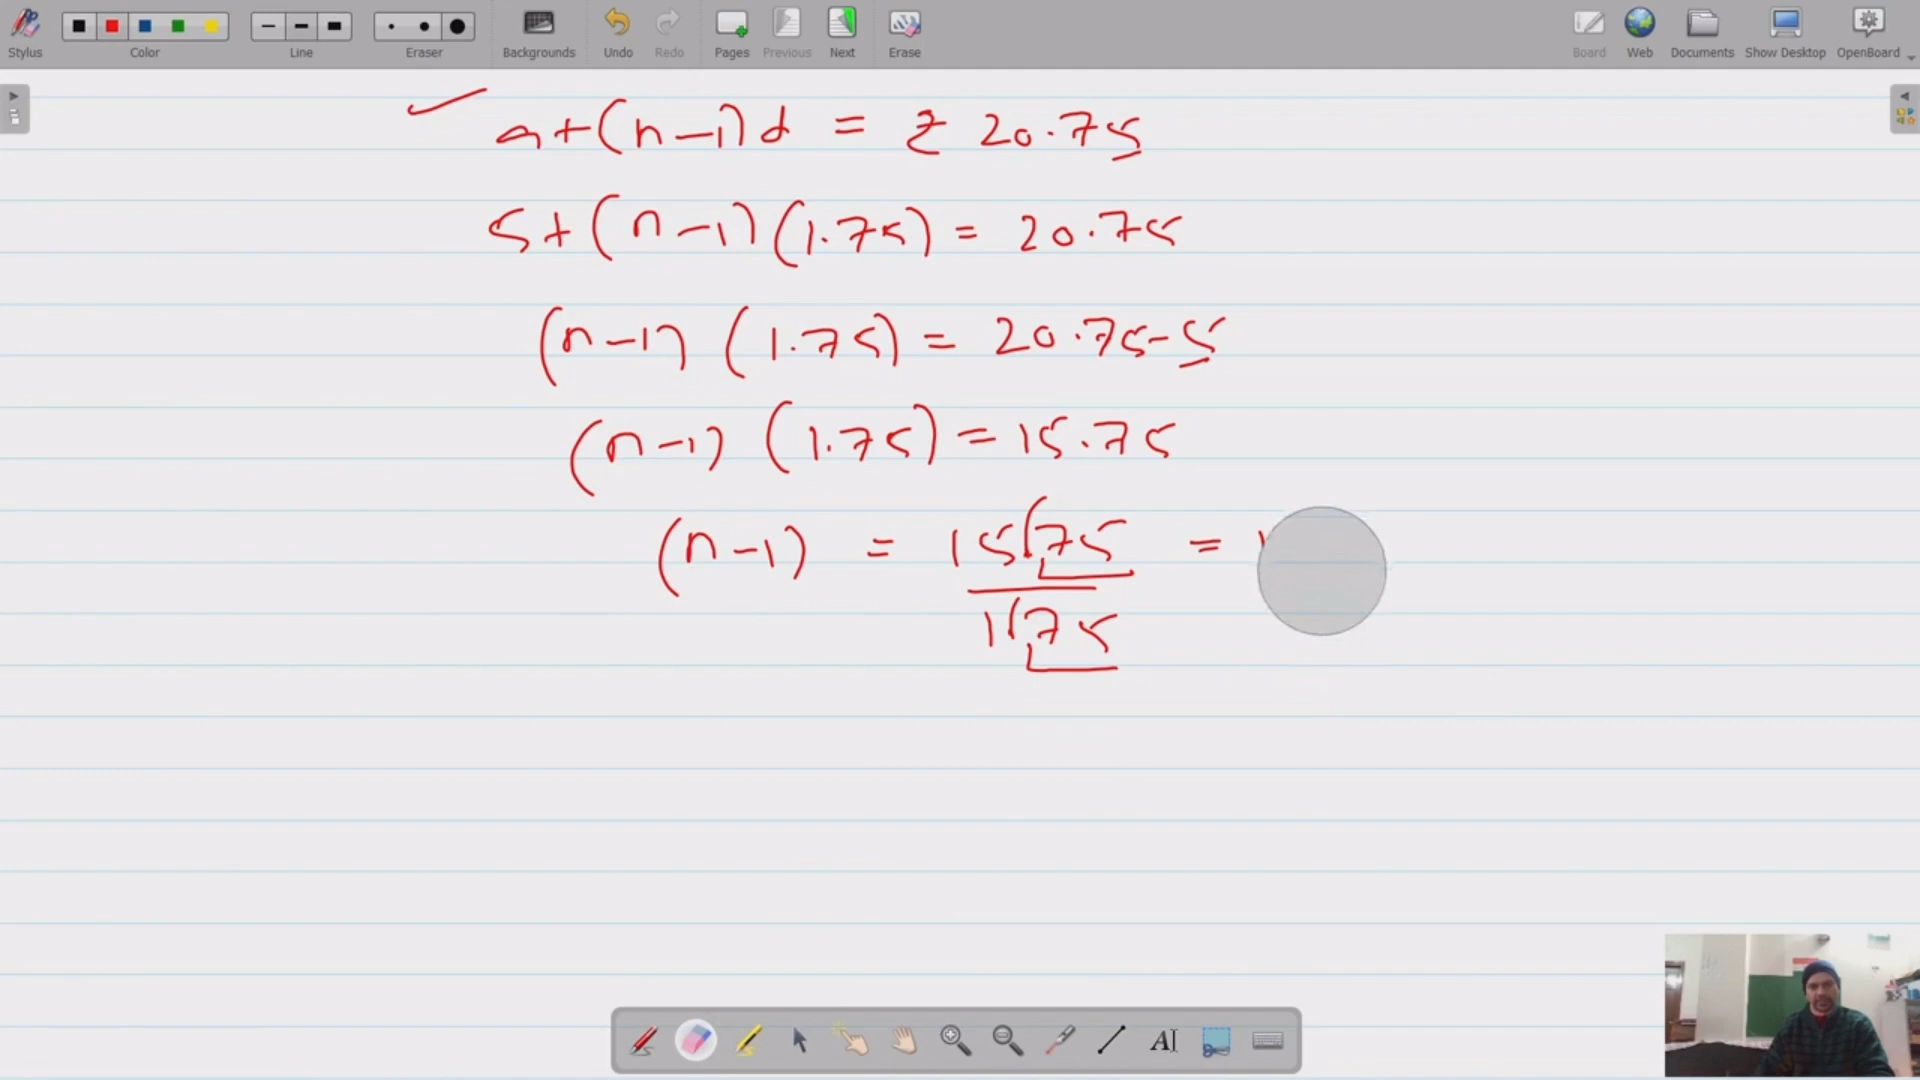 Stylus Color Line Eraser Backgrounds Undo Redo Pages Previous Next Erase Board Web Documents Show Desktop OpenBoard
a+(n-1)d = ₹ 20.75
5+(n-1)(1.75) = 20.75
(n-1) (1.75) = 20.75-5
(n-1) (1.75) = 15.75
(n-1) = 15.75 =
1.75
AI